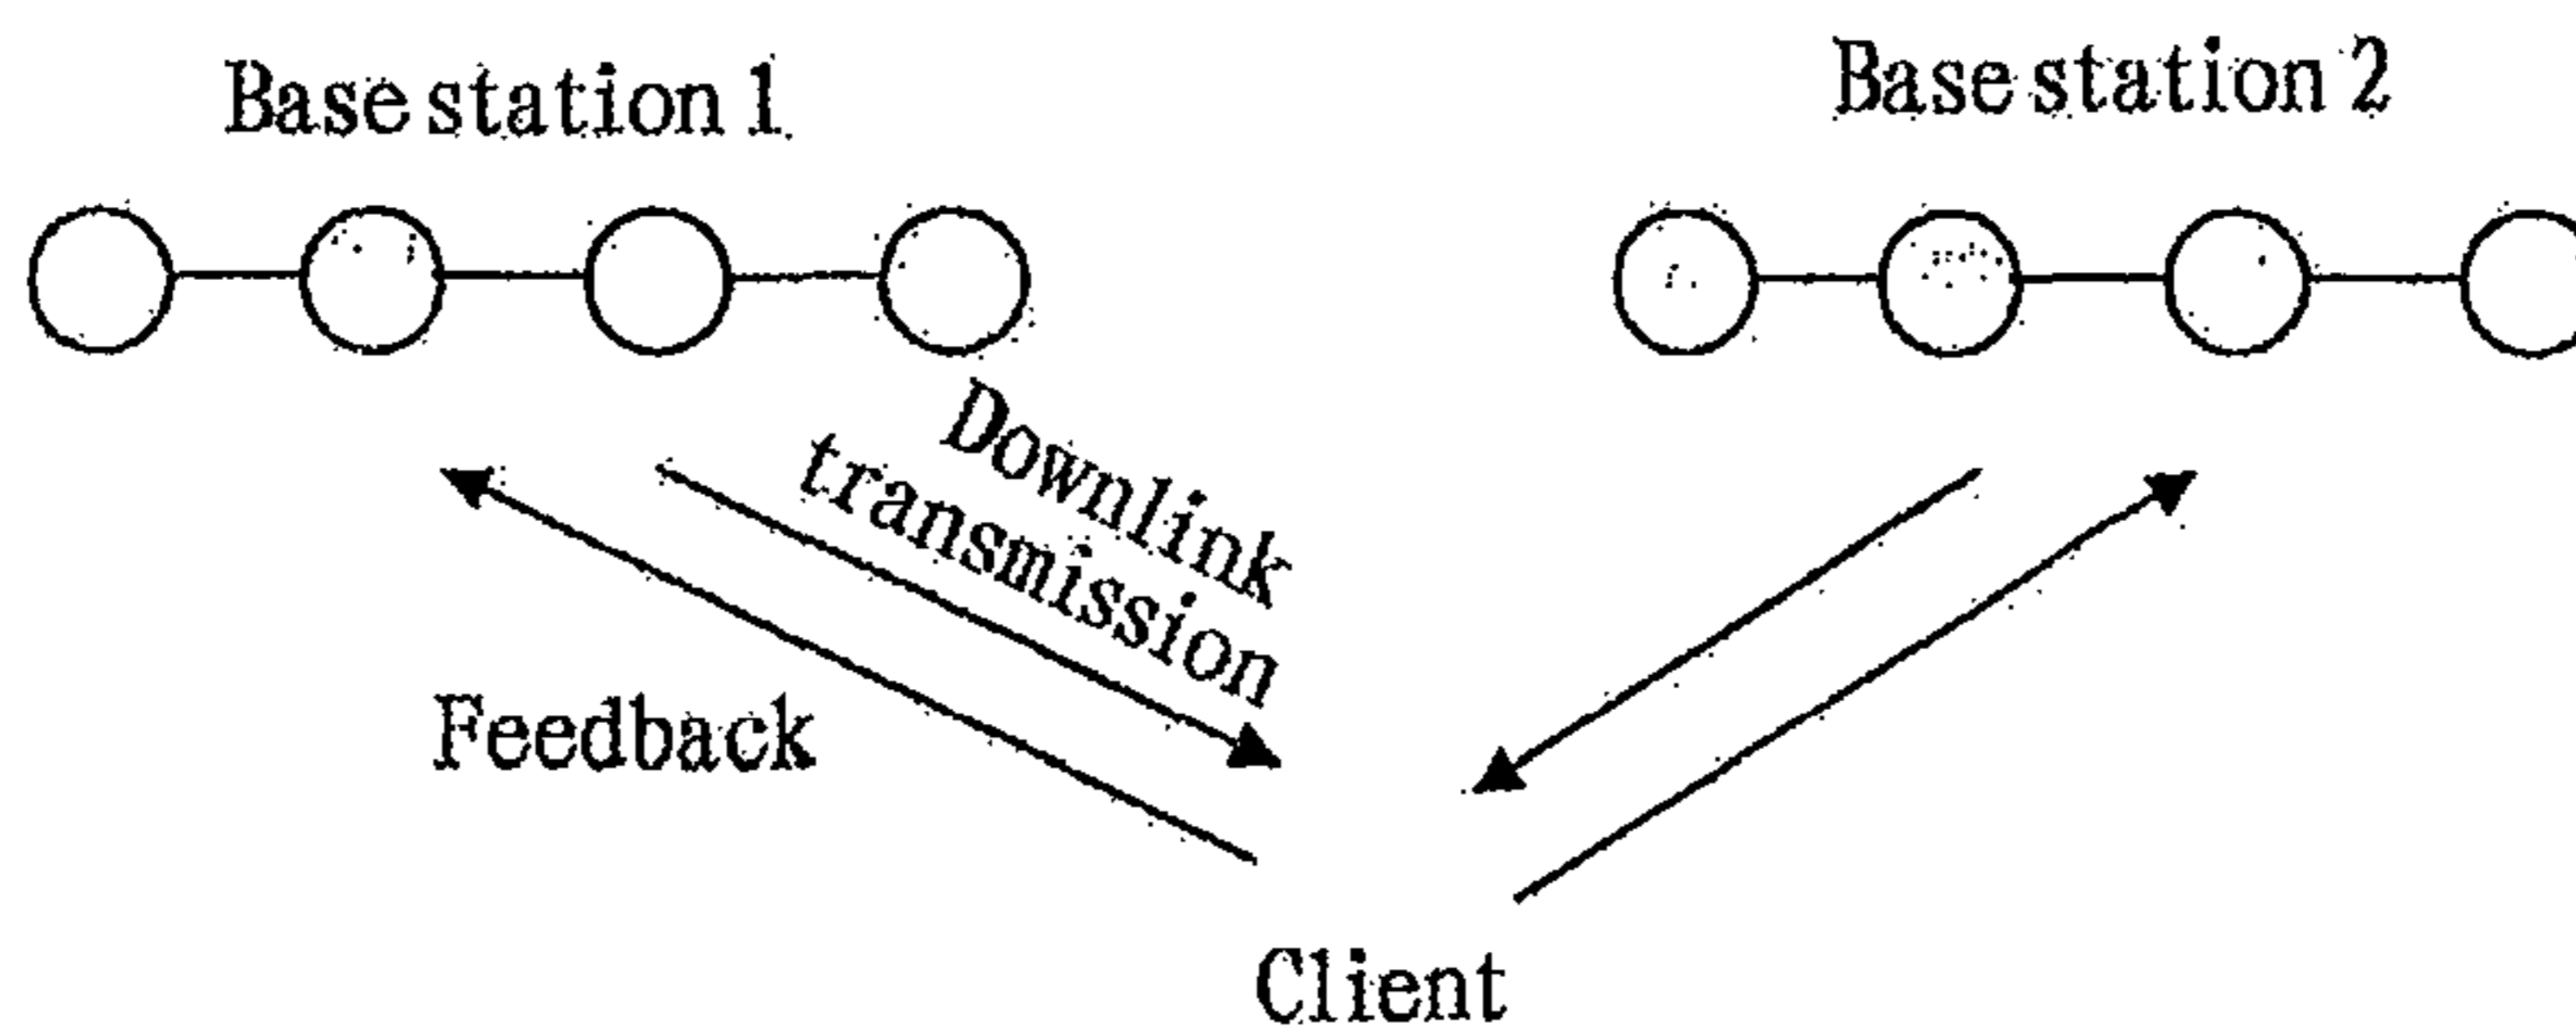 Base station 1
Base station 2
Downlink
transmission
Feedback
Client